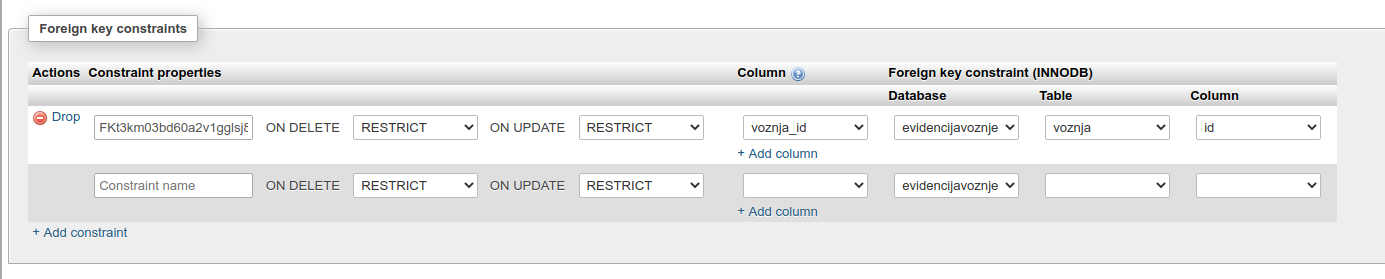 Foreign key constraints
Actions Constraint properties Column Foreign key constraint (INNODB)
Database Table Column
Drop FKt3km03bd60a2v1gglsj8 ON DELETE RESTRICT ON UPDATE RESTRICT voznja_id evidencijavoznje voznja id
+ Add column
Constraint name ON DELETE RESTRICT ON UPDATE RESTRICT evidencijavoznje
+ Add column
+ Add constraint